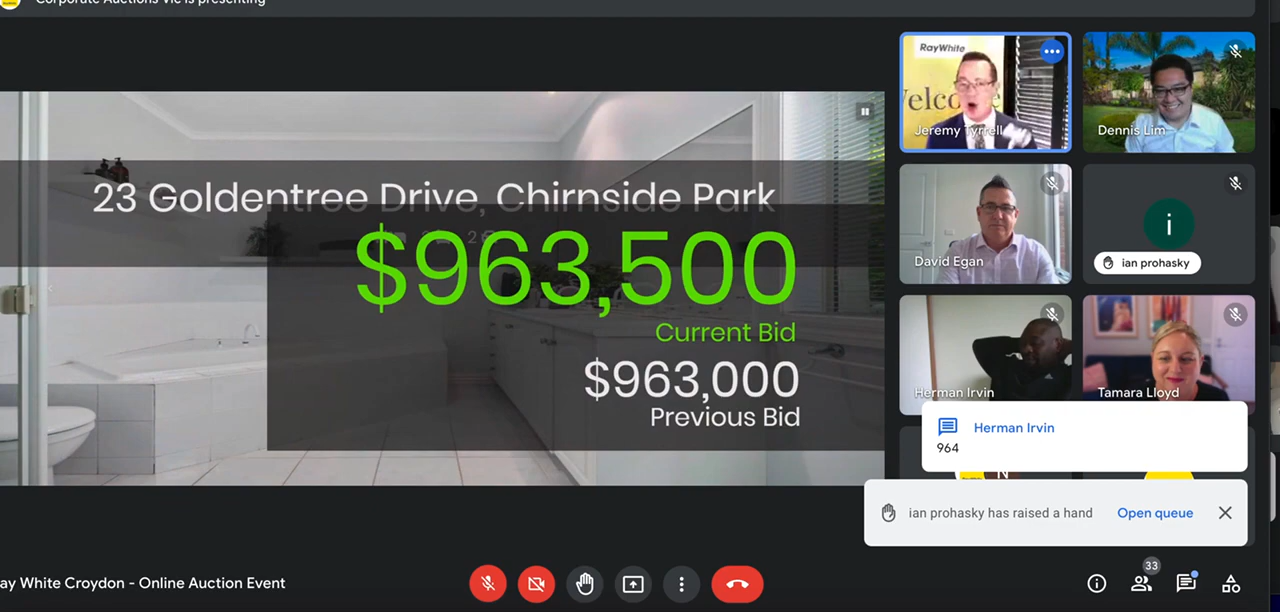 Corporate Auctions Vic is presenting
23 Goldentree Drive, Chirnside Park
$963,500
Current Bid
$963,000
Previous Bid
RayWhite
Welcome
Jeremy Tyrrell
Dennis Lim
David Egan
i
ian prohasky
Herman Irvin
Tamara Lloyd
Herman Irvin
964
N
ian prohasky has raised a hand
Open queue
ay White Croydon - Online Auction Event
33